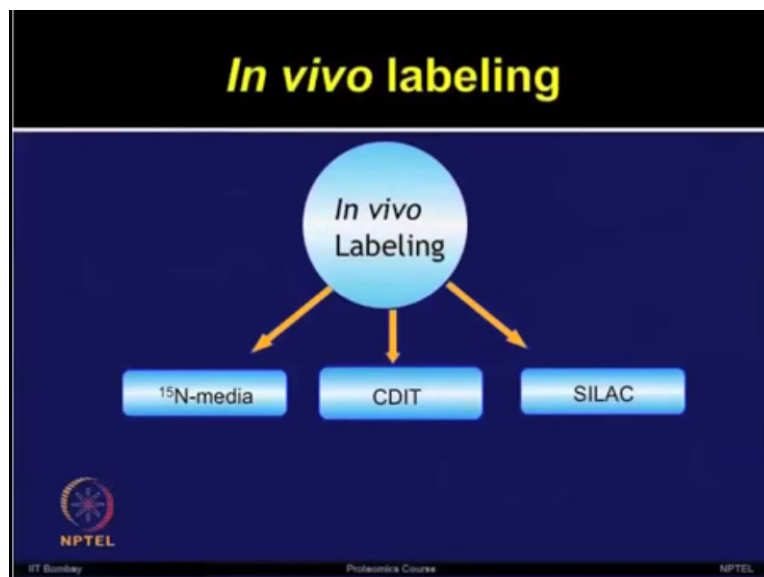 In vivo labeling
In vivo
Labeling
¹⁵N-media
CDIT
SILAC
NPTEL
IIT Bombay
Proteomics Course
NPTEL